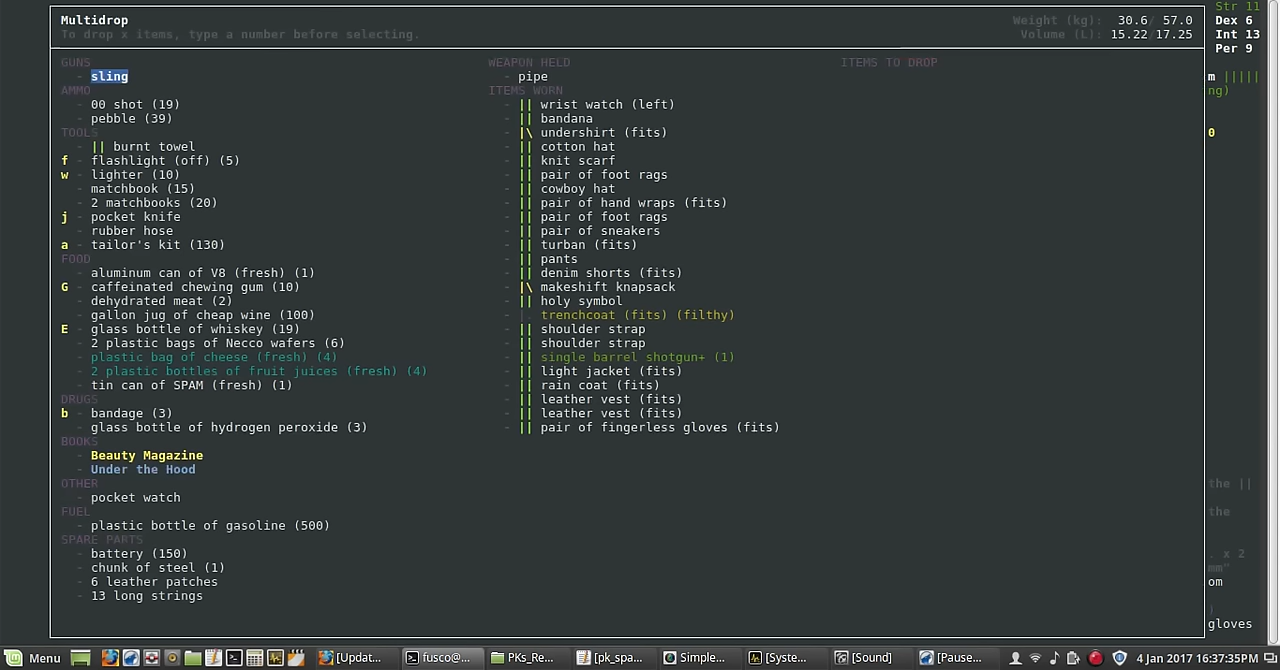 Multidrop
To drop x items, type a number before selecting.
Weight (kg): 30.6/ 57.0
Volume (L): 15.22/17.25
GUNS
- sling
AMMO
- 00 shot (19)
- pebble (39)
TOOLS
- || burnt towel
f - flashlight (off) (5)
w - lighter (10)
- matchbook (15)
- 2 matchbooks (20)
j - pocket knife
- rubber hose
a - tailor's kit (130)
FOOD
- aluminum can of V8 (fresh) (1)
G - caffeinated chewing gum (10)
- dehydrated meat (2)
- gallon jug of cheap wine (100)
E - glass bottle of whiskey (19)
- 2 plastic bags of Necco wafers (6)
- plastic bag of cheese (fresh) (4)
- 2 plastic bottles of fruit juices (fresh) (4)
- tin can of SPAM (fresh) (1)
DRUGS
b - bandage (3)
- glass bottle of hydrogen peroxide (3)
BOOKS
- Beauty Magazine
- Under the Hood
OTHER
- pocket watch
FUEL
- plastic bottle of gasoline (500)
SPARE PARTS
- battery (150)
- chunk of steel (1)
- 6 leather patches
- 13 long strings
WEAPON HELD
- pipe
ITEMS WORN
- || wrist watch (left)
- || bandana
- |\ undershirt (fits)
- || cotton hat
- || knit scarf
- || pair of foot rags
- || cowboy hat
- || pair of hand wraps (fits)
- || pair of foot rags
- || pair of sneakers
- || turban (fits)
- || pants
- || denim shorts (fits)
- |\ makeshift knapsack
- || holy symbol
- |. trenchcoat (fits) (filthy)
- || shoulder strap
- || shoulder strap
- || single barrel shotgun+ (1)
- || light jacket (fits)
- || rain coat (fits)
- || leather vest (fits)
- || leather vest (fits)
- || pair of fingerless gloves (fits)
ITEMS TO DROP
Str 11
Dex 6
Int 13
Per 9
m |||||
ng)
0
the ||
the
. x 2
mm"
om
)
gloves
Menu
[Updat...
fusco@...
PKs_Re...
[pk_spa...
Simple...
[Syste...
[Sound]
[Pause...
4 Jan 2017 16:37:35PM